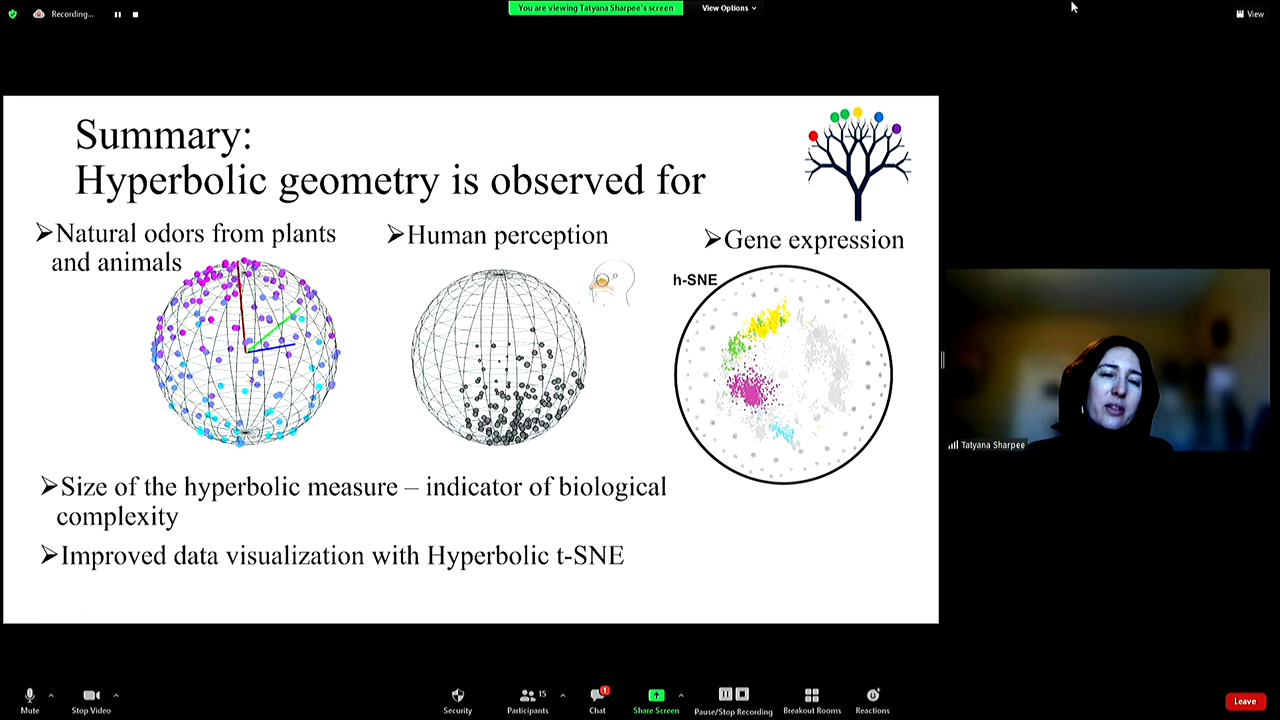 Recording...
You are viewing Tatyana Sharpee's screen
View Options
View
Summary:
Hyperbolic geometry is observed for
➢Natural odors from plants
and animals
➢Human perception
➢Gene expression
h-SNE
➢Size of the hyperbolic measure – indicator of biological
complexity
➢Improved data visualization with Hyperbolic t-SNE
Tatyana Sharpee
Mute
Stop Video
Security
15
Participants
1
Chat
Share Screen
Pause/Stop Recording
Breakout Rooms
Reactions
Leave